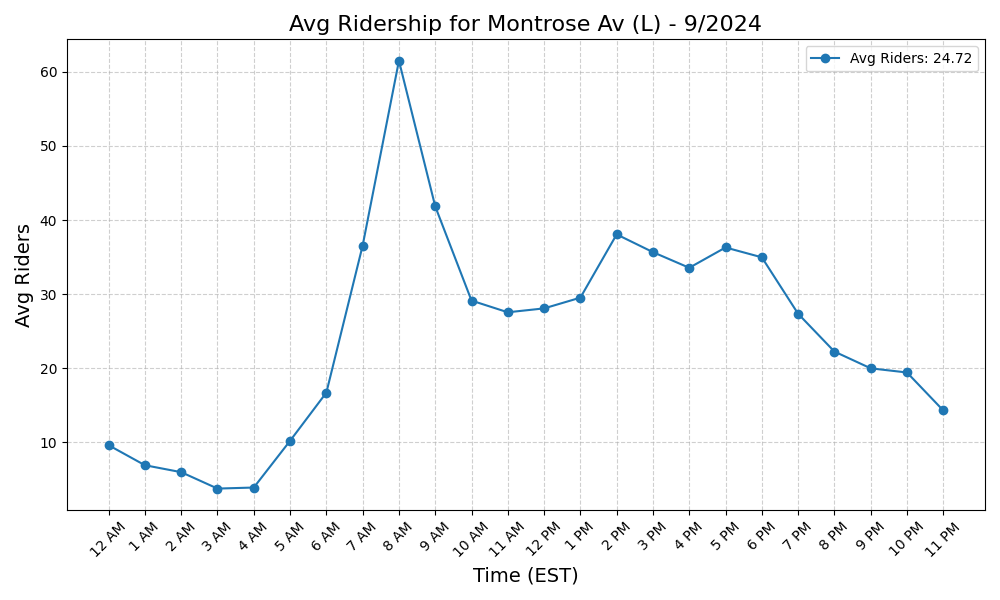 Avg Ridership for Montrose Av (L) - 9/2024
Avg Riders: 24.72
Avg Riders
60
50
40
30
20
10
12 AM
1 AM
2 AM
3 AM
4 AM
5 AM
6 AM
7 AM
8 AM
9 AM
10 AM
11 AM
12 PM
1 PM
2 PM
3 PM
4 PM
5 PM
6 PM
7 PM
8 PM
9 PM
10 PM
11 PM
Time (EST)